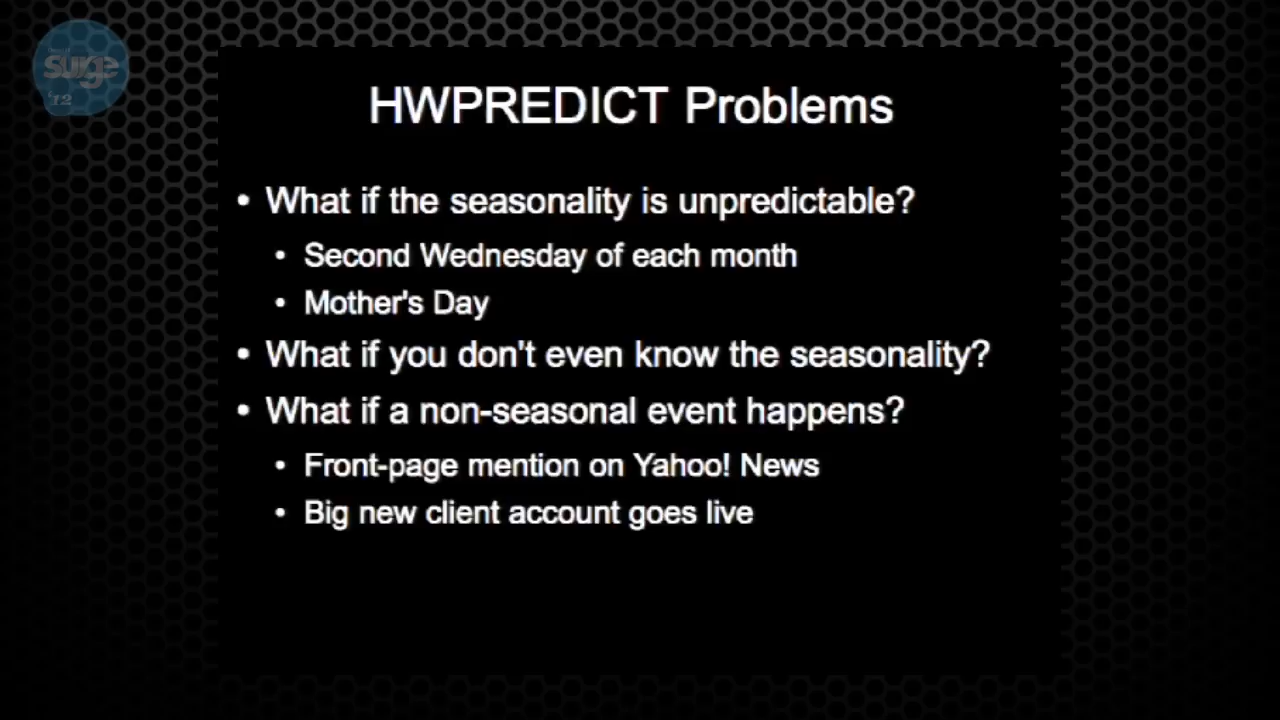 surge
'12
HWPREDICT Problems
• What if the seasonality is unpredictable?
• Second Wednesday of each month
• Mother's Day
• What if you don't even know the seasonality?
• What if a non-seasonal event happens?
• Front-page mention on Yahoo! News
• Big new client account goes live